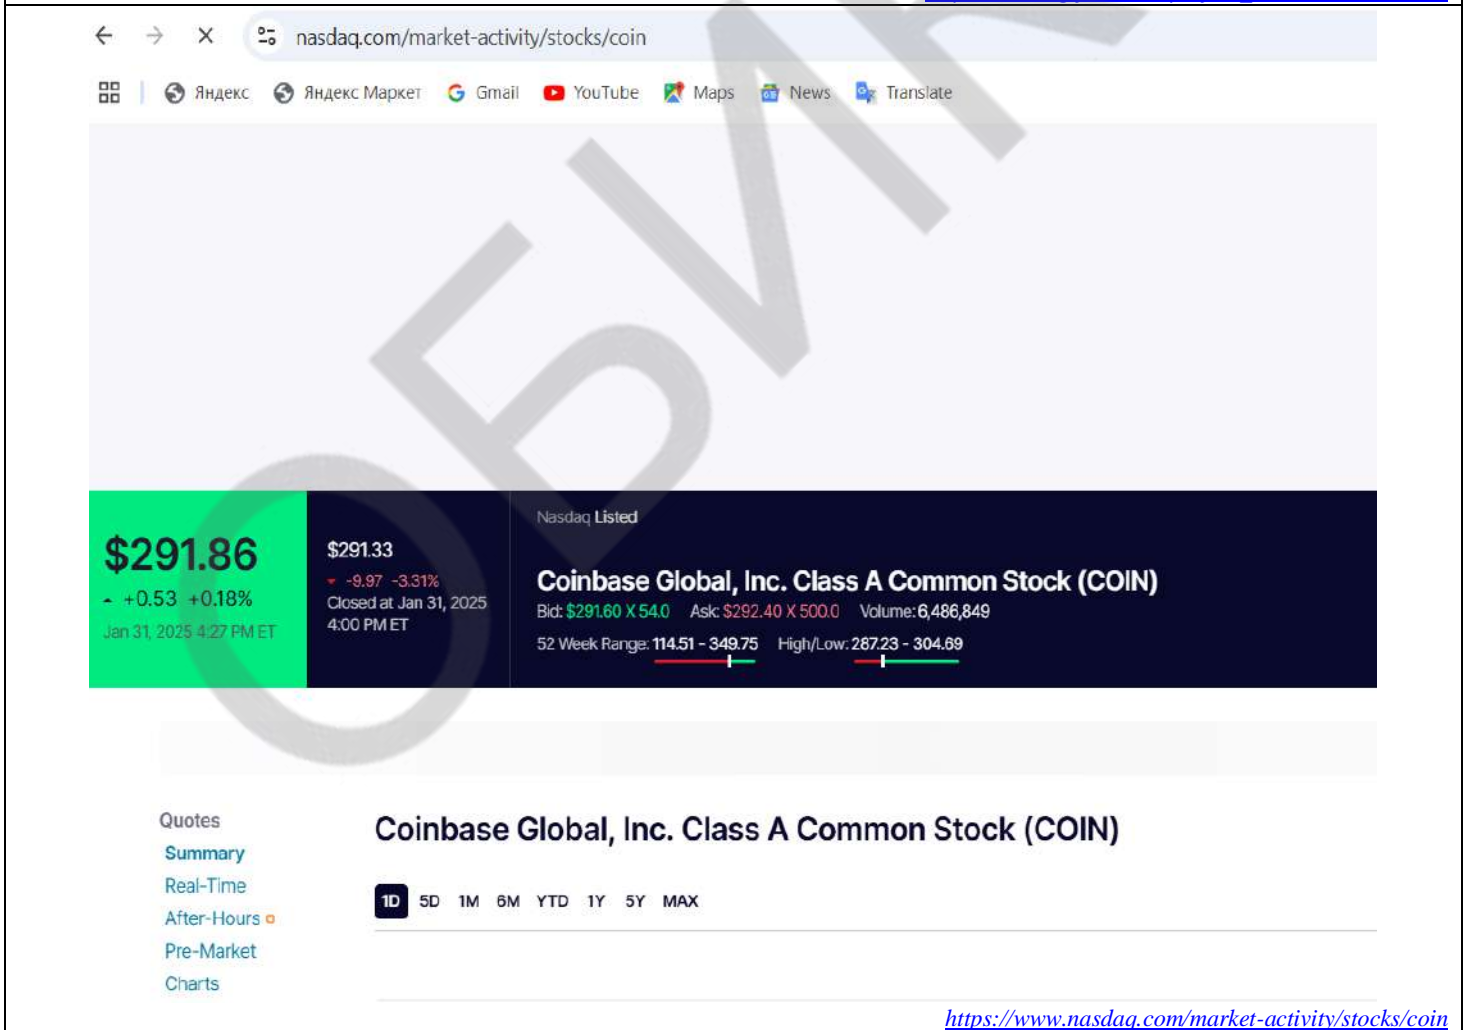 nasdaq.com/market-activity/stocks/coin
Яндекс Яндекс Маркет Gmail YouTube Maps News Translate
ОБИ
Nasdaq Listed
$291.86
+0.53 +0.18%
Jan 31, 2025 4:27 PM ET
$291.33
-9.97 -3.31%
Closed at Jan 31, 2025
4:00 PM ET
Coinbase Global, Inc. Class A Common Stock (COIN)
Bid: $291.60 X 54.0 Ask: $292.40 X 500.0 Volume: 6,486,849
52 Week Range: 114.51 - 349.75 High/Low: 287.23 - 304.69
Quotes
Summary
Real-Time
After-Hours
Pre-Market
Charts
Coinbase Global, Inc. Class A Common Stock (COIN)
1D 5D 1M 6M YTD 1Y 5Y MAX
https://www.nasdaq.com/market-activity/stocks/coin